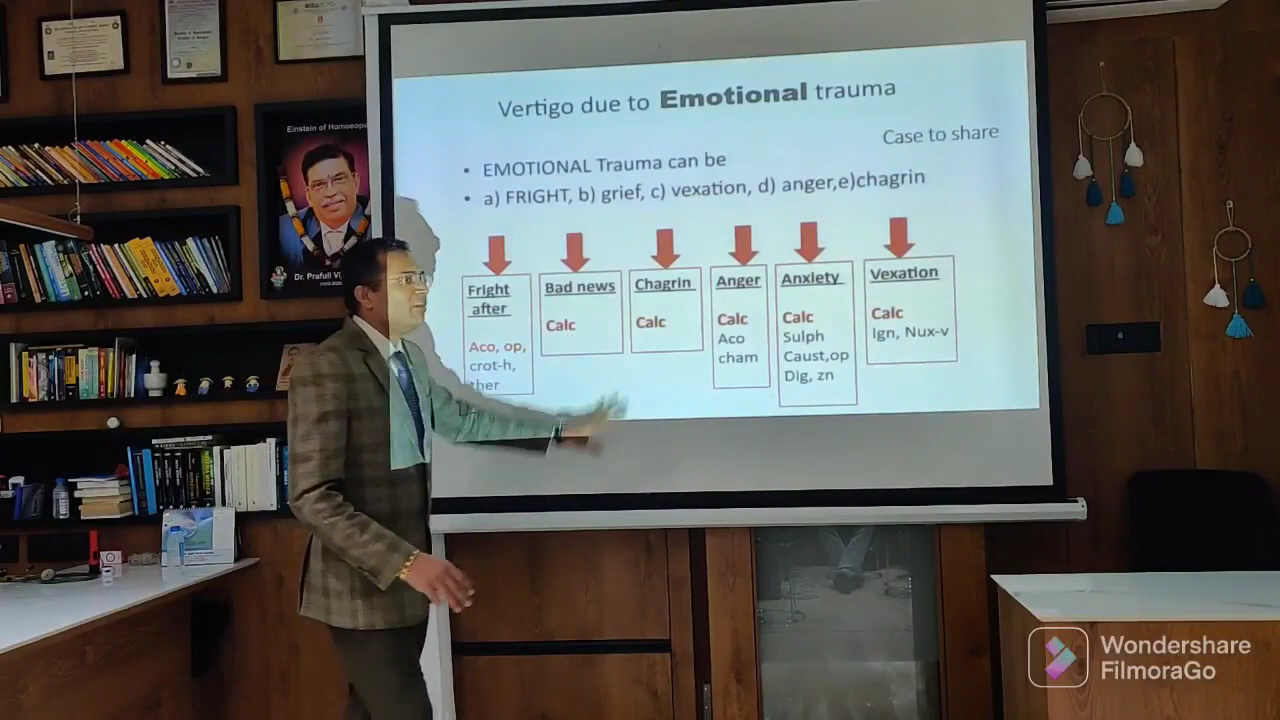 Vertigo due to Emotional trauma
Case to share
• EMOTIONAL Trauma can be
• a) FRIGHT, b) grief, c) vexation, d) anger,e)chagrin
Fright
after
Aco, op,
crot-h,
ther
Bad news
Calc
Chagrin
Calc
Anger
Calc
Aco
cham
Anxiety
Calc
Sulph
Caust,op
Dig, zn
Vexation
Calc
Ign, Nux-v
Einstein of Homoeopa
Dr. Prafull Vij
Wondershare
FilmoraGo